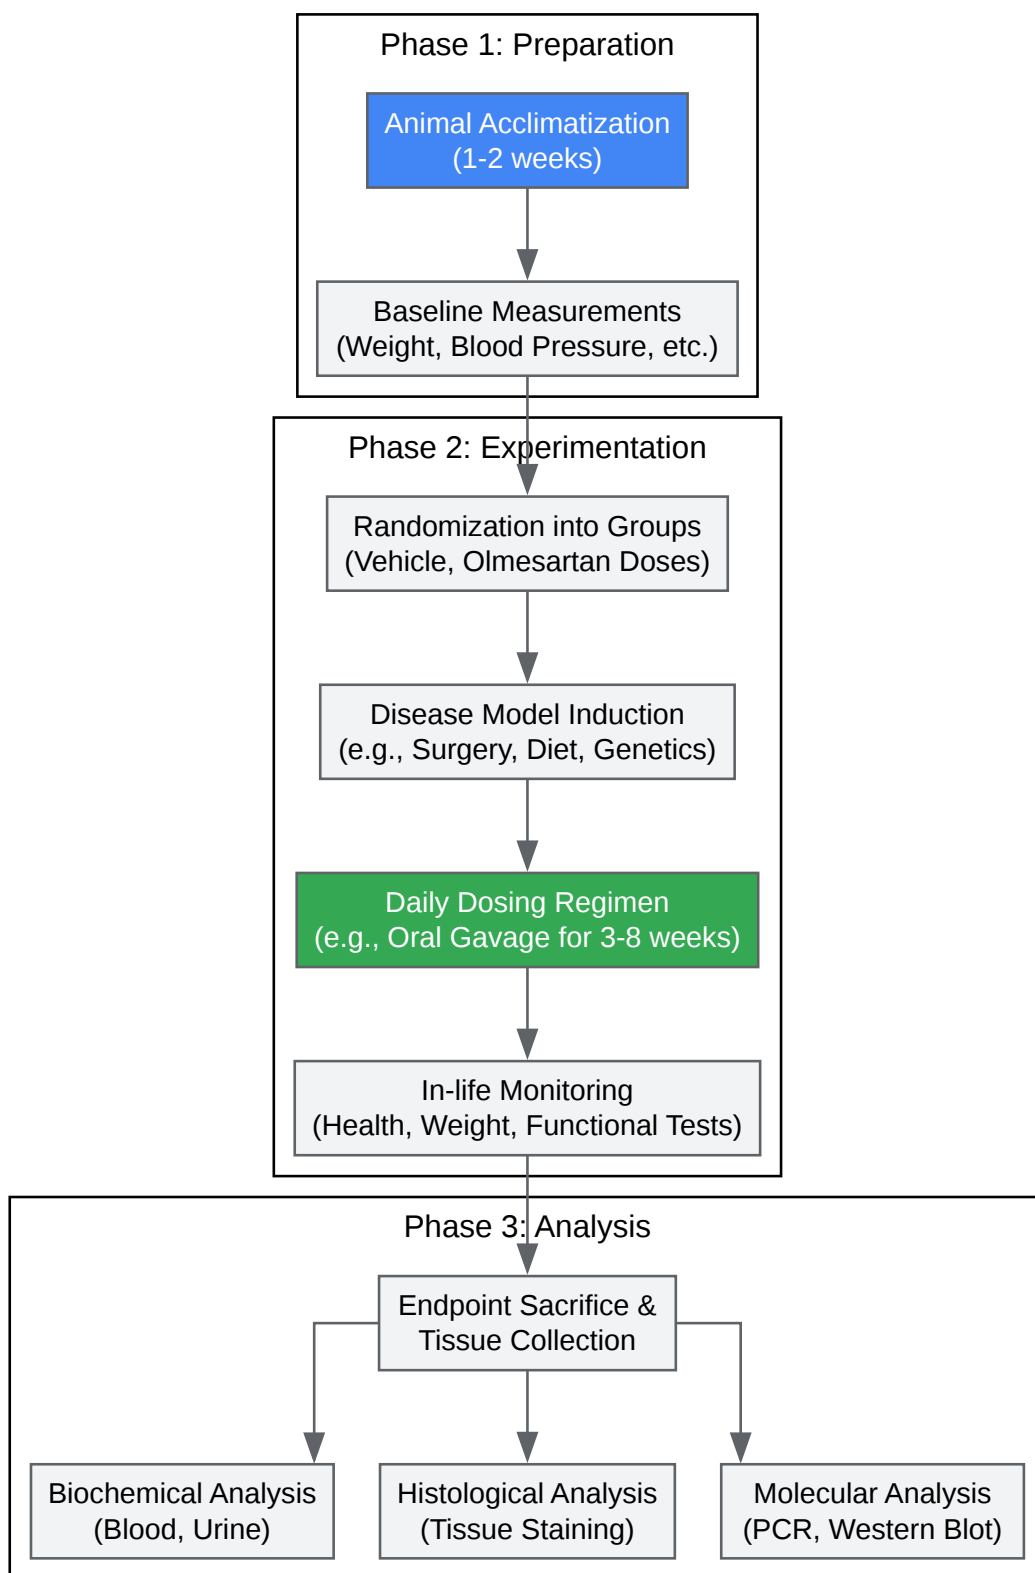 Phase 1: Preparation
Animal Acclimatization
(1-2 weeks)
Baseline Measurements
(Weight, Blood Pressure, etc.)
Phase 2: Experimentation
Randomization into Groups
(Vehicle, Olmesartan Doses)
Disease Model Induction
(e.g., Surgery, Diet, Genetics)
Daily Dosing Regimen
(e.g., Oral Gavage for 3-8 weeks)
In-life Monitoring
(Health, Weight, Functional Tests)
Phase 3: Analysis
Endpoint Sacrifice &
Tissue Collection
Biochemical Analysis
(Blood, Urine)
Histological Analysis
(Tissue Staining)
Molecular Analysis
(PCR, Western Blot)